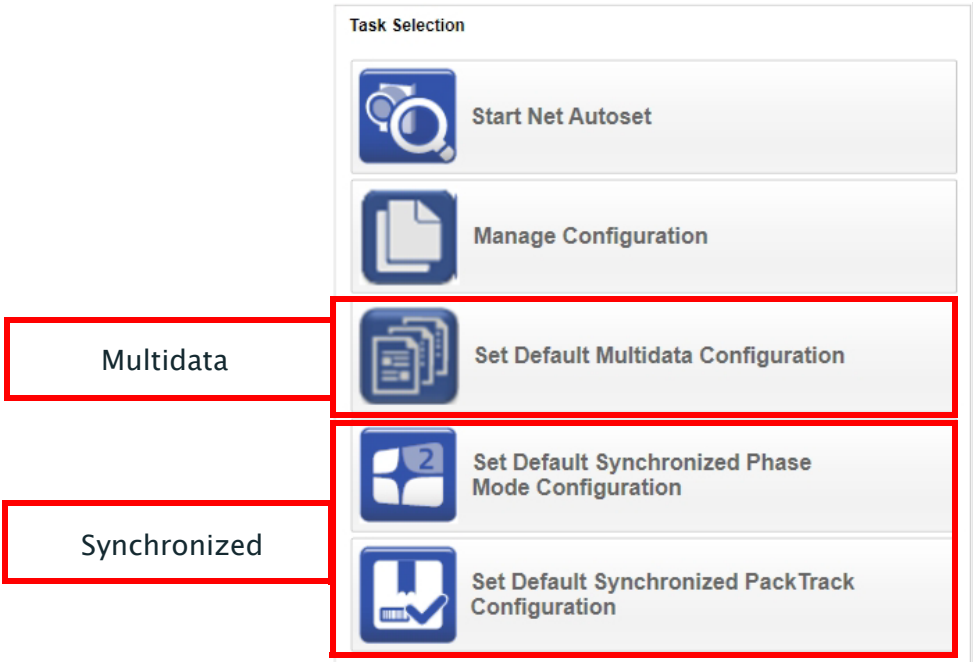 Task Selection
Start Net Autoset
Manage Configuration
Multidata
Set Default Multidata Configuration
2
Set Default Synchronized Phase
Mode Configuration
Synchronized
Set Default Synchronized PackTrack
Configuration